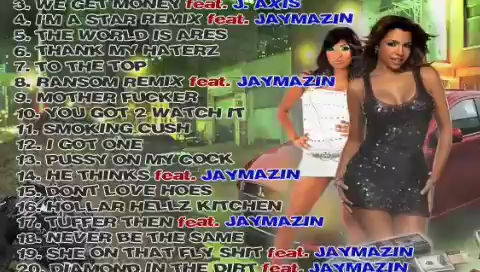 3. WE GET MONEY feat. J. AXIS
4. I'M A STAR REMIX feat. JAYMAZIN
5. THE WORLD IS ARES
6. THANK MY HATERZ
7. TO THE TOP
8. RANSOM REMIX feat. JAYMAZIN
9. MOTHER FUCKER
10. YOU GOT 2 WATCH IT
11. SMOKING CUSH
12. I GOT ONE
13. PUSSY ON MY COCK
14. HE THINKS feat. JAYMAZIN
15. DONT LOVE HOES
16. HOLLAR HELLZ KITCHEN
17. TUFFER THEN feat. JAYMAZIN
18. NEVER BE THE SAME
19. SHE ON THAT FLY SHIT feat. JAYMAZIN
20. DIAMOND IN THE DIRT feat. JAYMAZIN